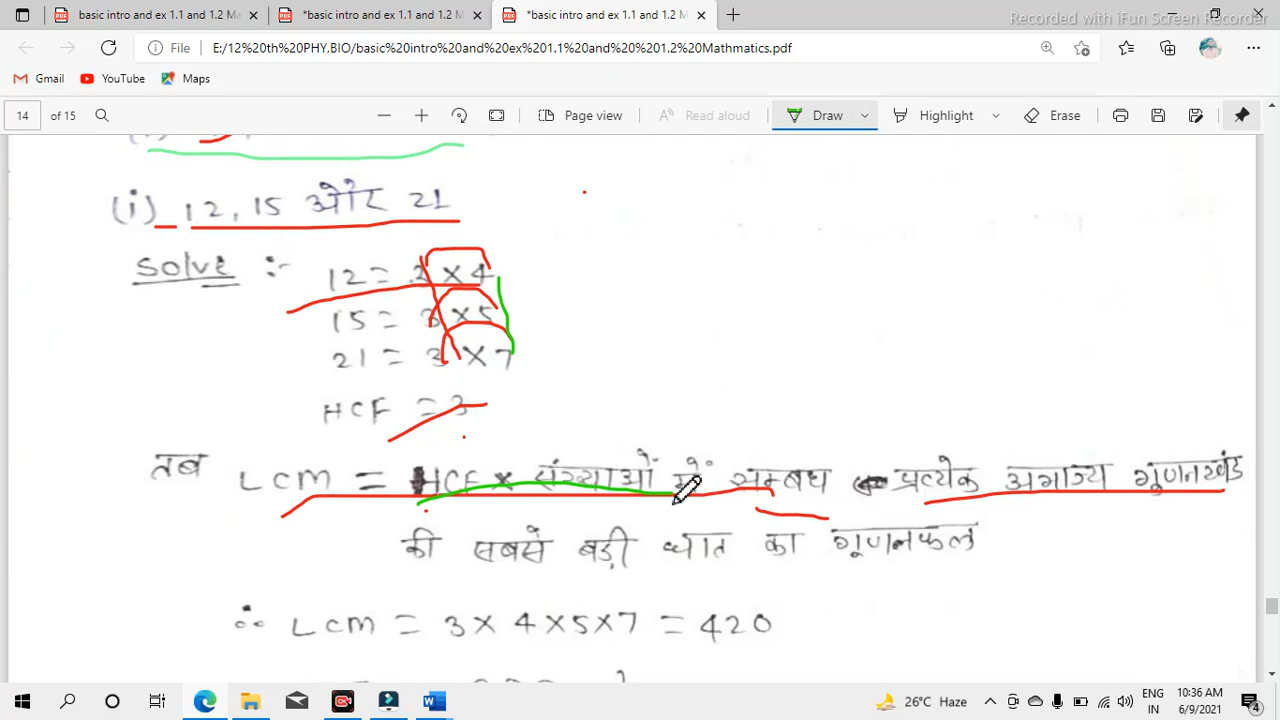 *basic intro and ex 1.1 and 1.2 M
*basic intro and ex 1.1 and 1.2 M
*basic intro and ex 1.1 and 1.2 M
Recorded with iFun Screen Recorder
File
E:/12%20th%20PHY.BIO/basic%20intro%20and%20ex%201.1%20and%20%201.2%20Mathmatics.pdf
Gmail YouTube Maps
14 of 15 Page view Read aloud Draw Highlight Erase
(i) 12, 15 और 21
Solve :- 12 = 3 × 4
15 = 3 × 5
21 = 3 × 7
HCF = 3
तब LCM = HCF × संख्याओं में सम्बध प्रत्येक अभाज्य गुणनखंड
की सबसे बड़ी घात का गुणनफल
∴ LCM = 3 × 4 × 5 × 7 = 420
26°C Haze
ENG
IN
10:36 AM
6/9/2021
4